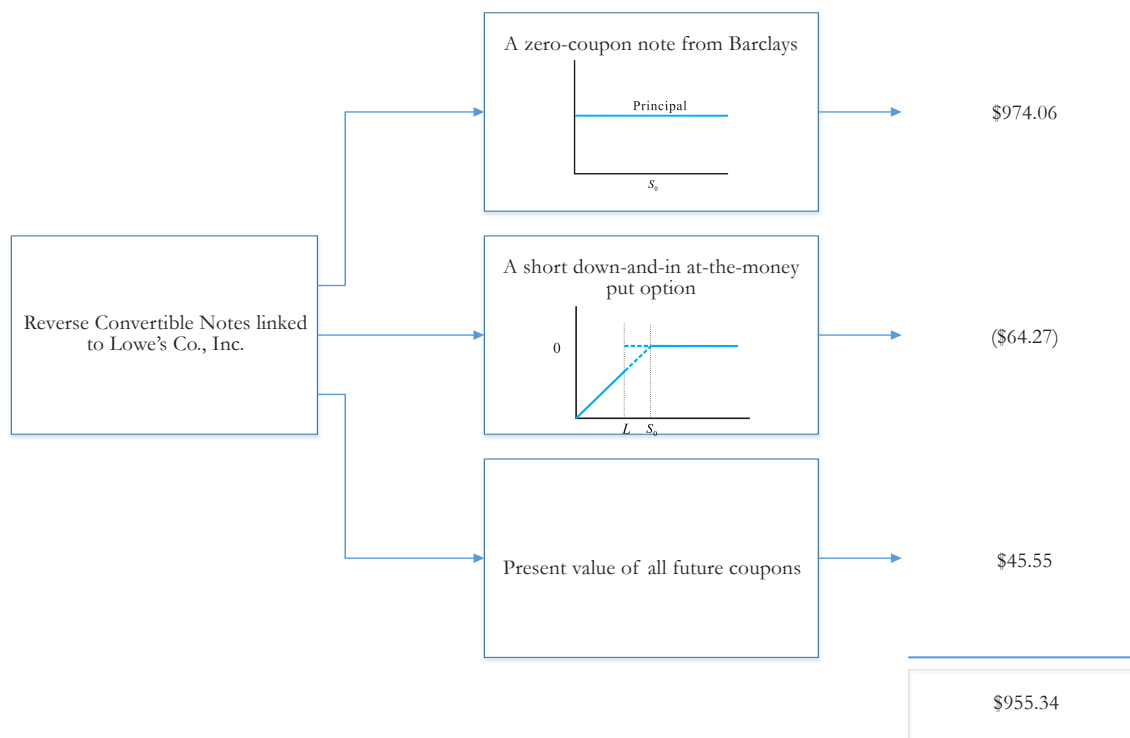 A zero-coupon note from Barclays
Principal
S₀
$974.06
Reverse Convertible Notes linked
to Lowe's Co., Inc.
A short down-and-in at-the-money
put option
0
L S₀
($64.27)
Present value of all future coupons
$45.55
$955.34